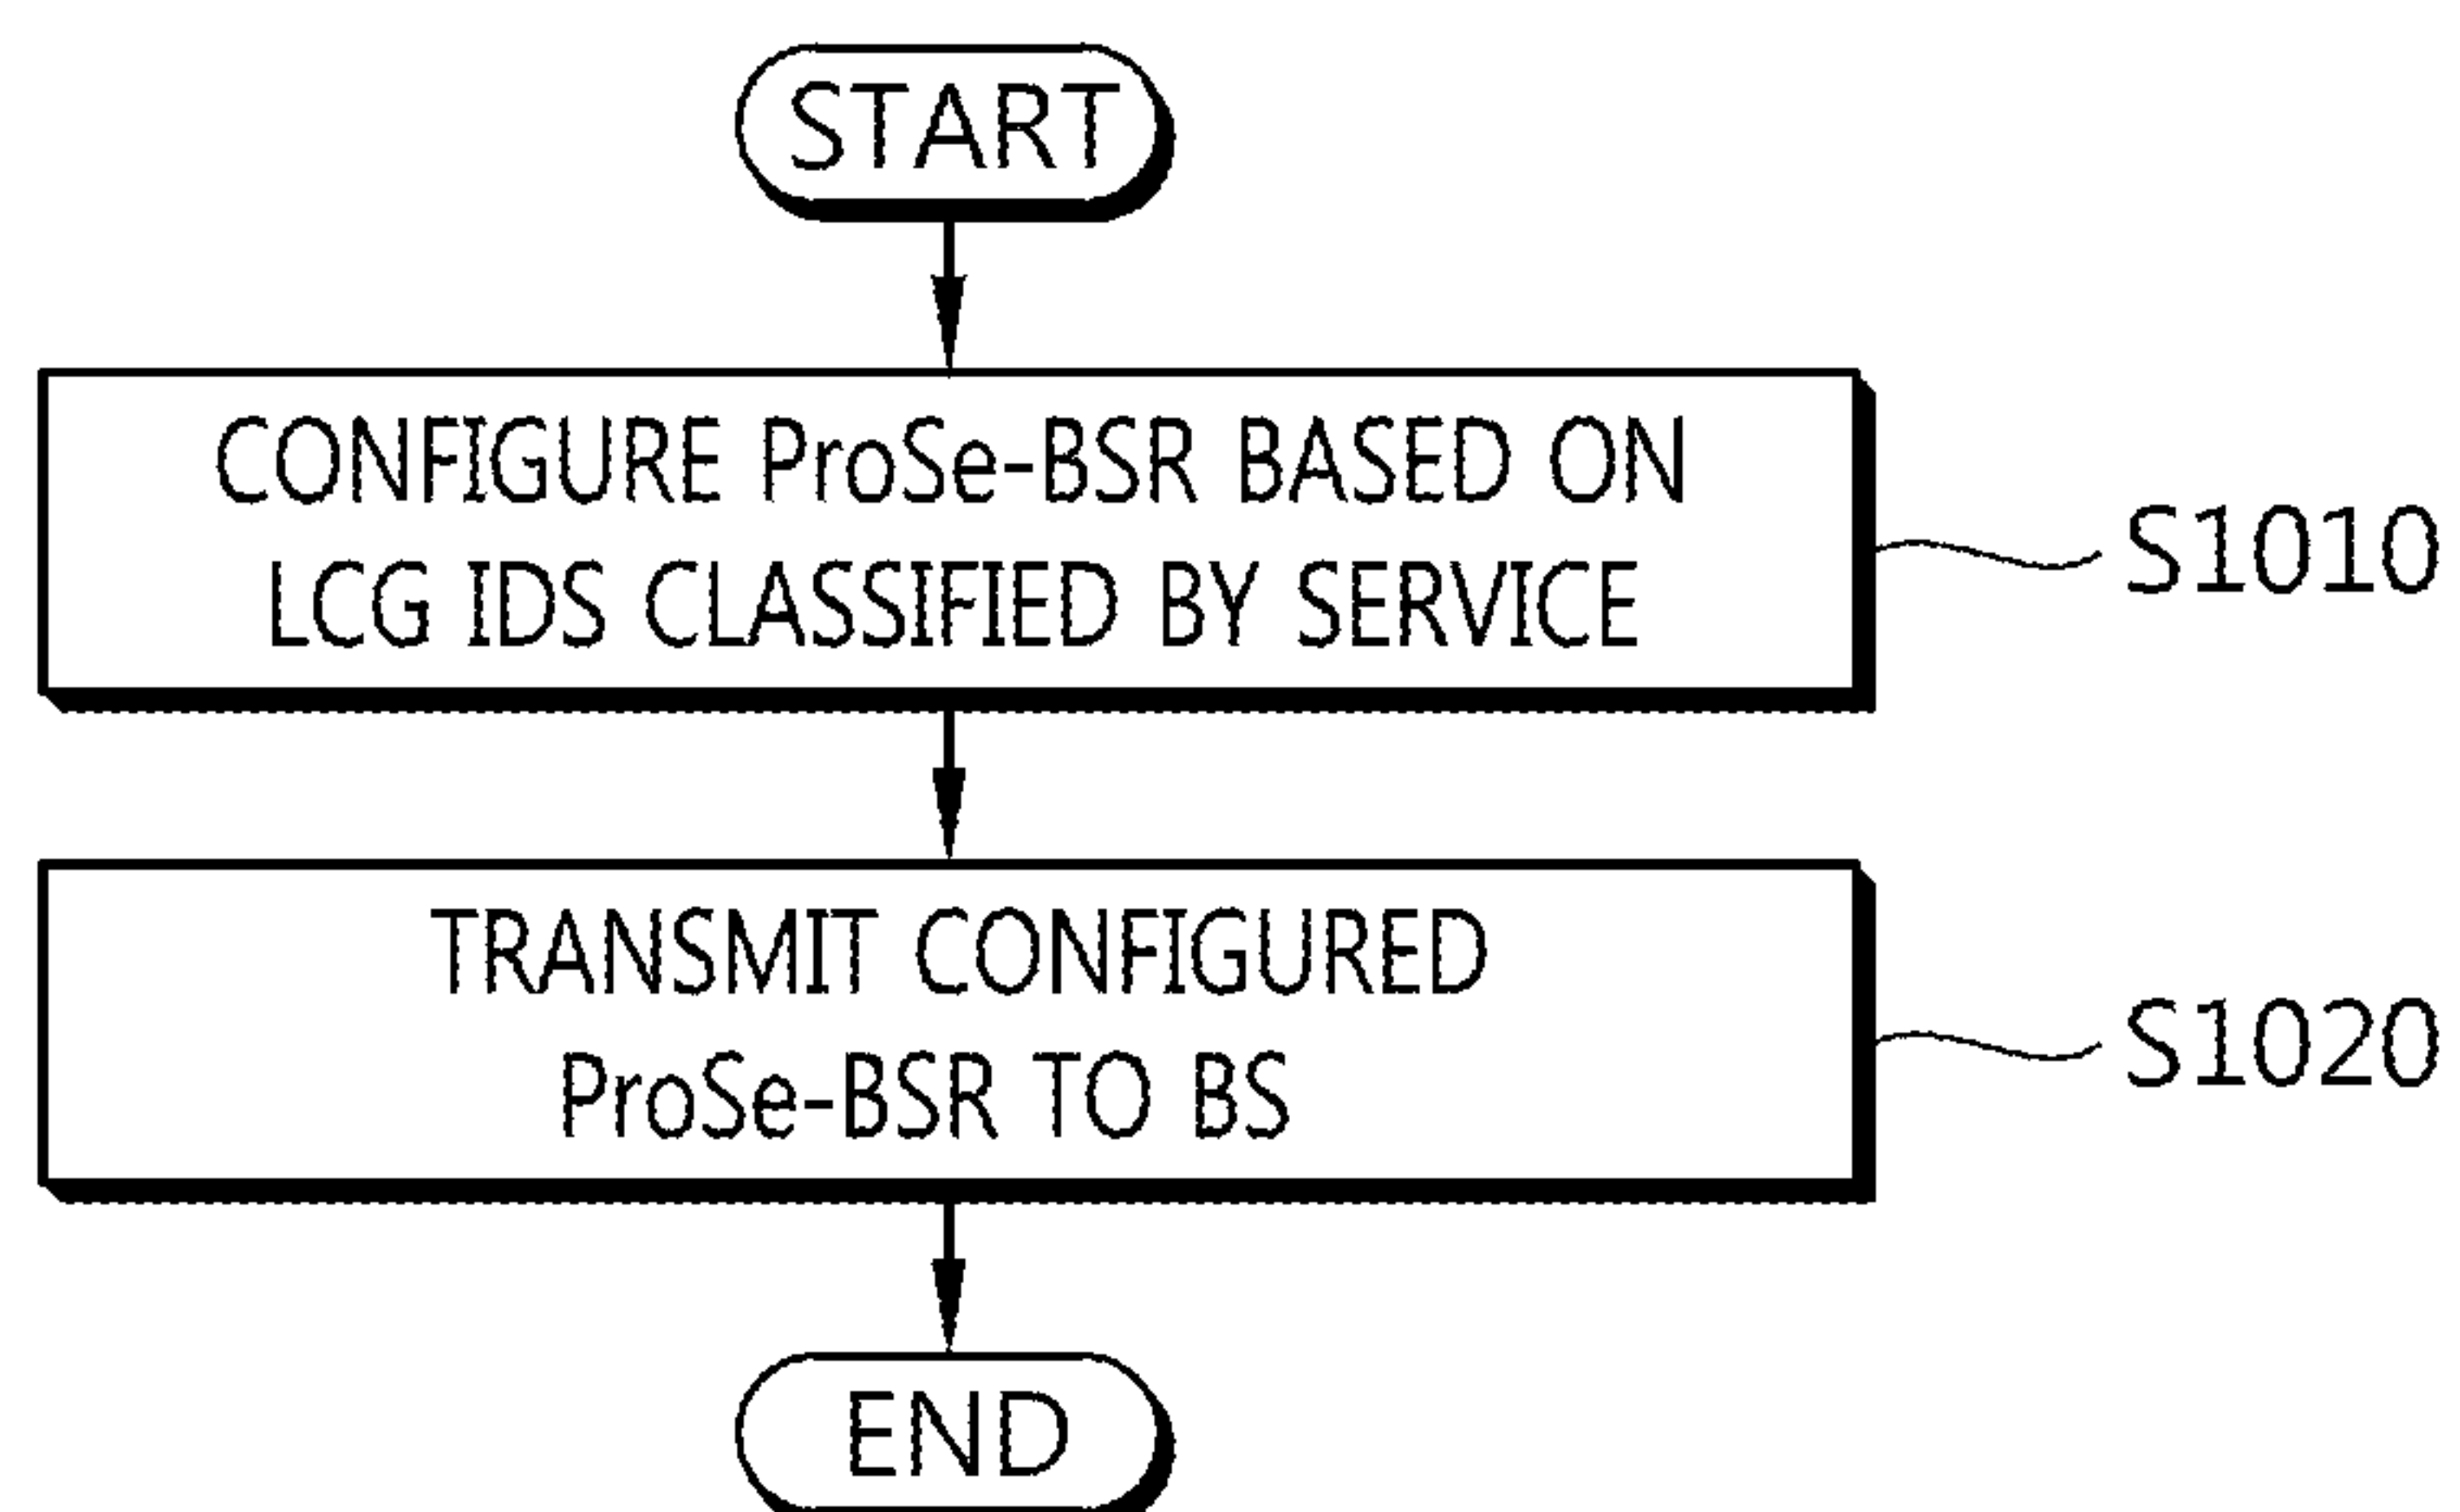 START
CONFIGURE ProSe-BSR BASED ON
LCG IDS CLASSIFIED BY SERVICE
S1010
TRANSMIT CONFIGURED
ProSe-BSR TO BS
S1020
END